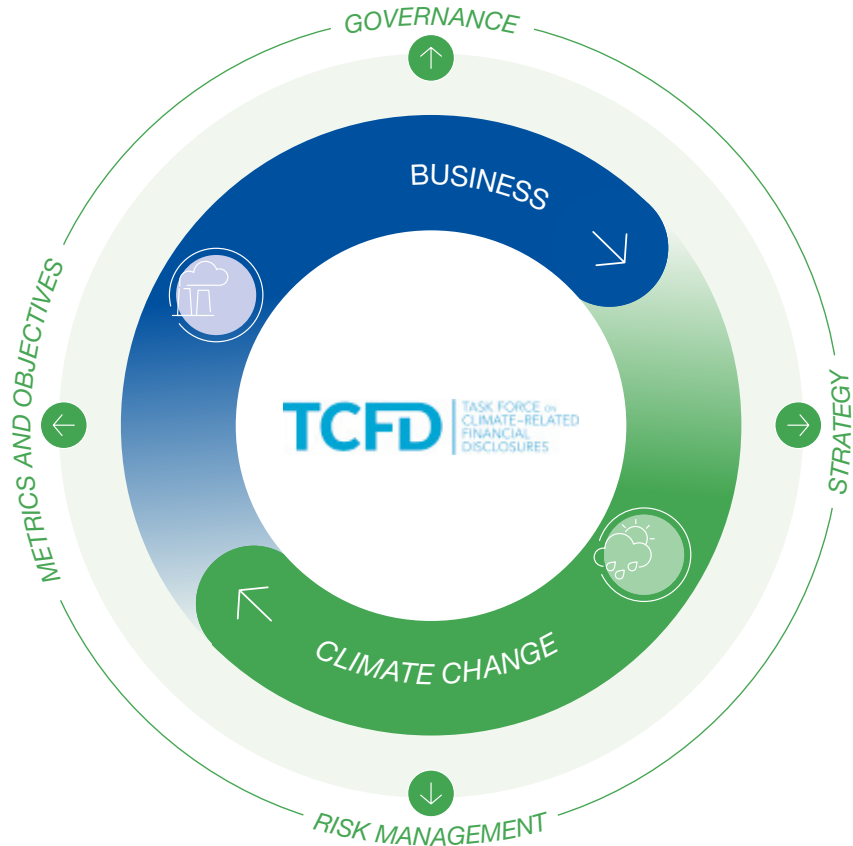 GOVERNANCE
BUSINESS
METRICS AND OBJECTIVES
STRATEGY
TCFD
TASK FORCE on
CLIMATE-RELATED
FINANCIAL
DISCLOSURES
CLIMATE CHANGE
RISK MANAGEMENT